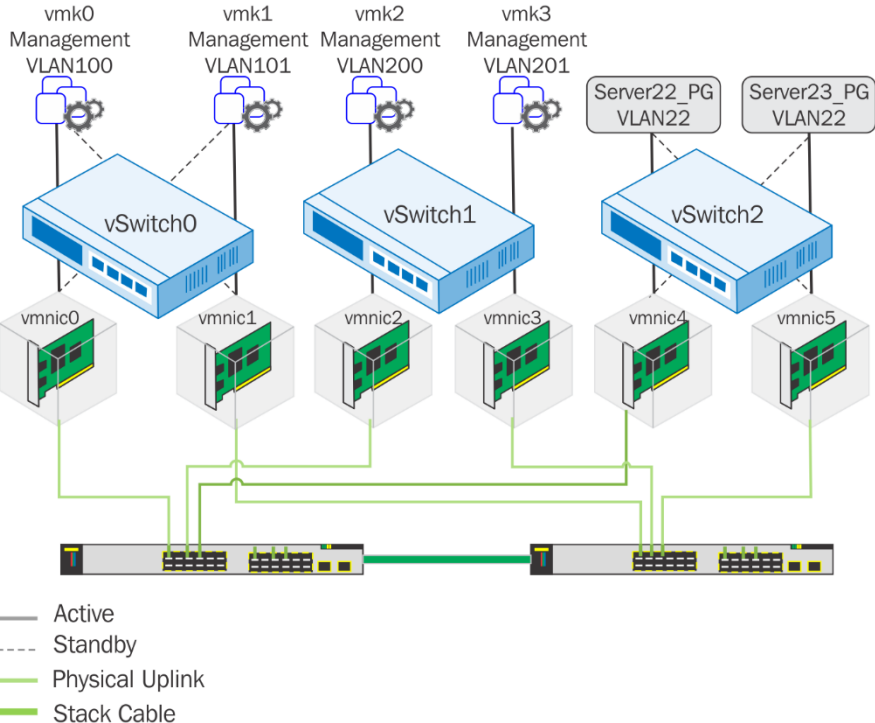 vmk0
Management
VLAN100
vmk1
Management
VLAN101
vmk2
Management
VLAN200
vmk3
Management
VLAN201
Server22_PG
VLAN22
Server23_PG
VLAN22
vSwitch0
vSwitch1
vSwitch2
vmnic0
vmnic1
vmnic2
vmnic3
vmnic4
vmnic5
Active
Standby
Physical Uplink
Stack Cable